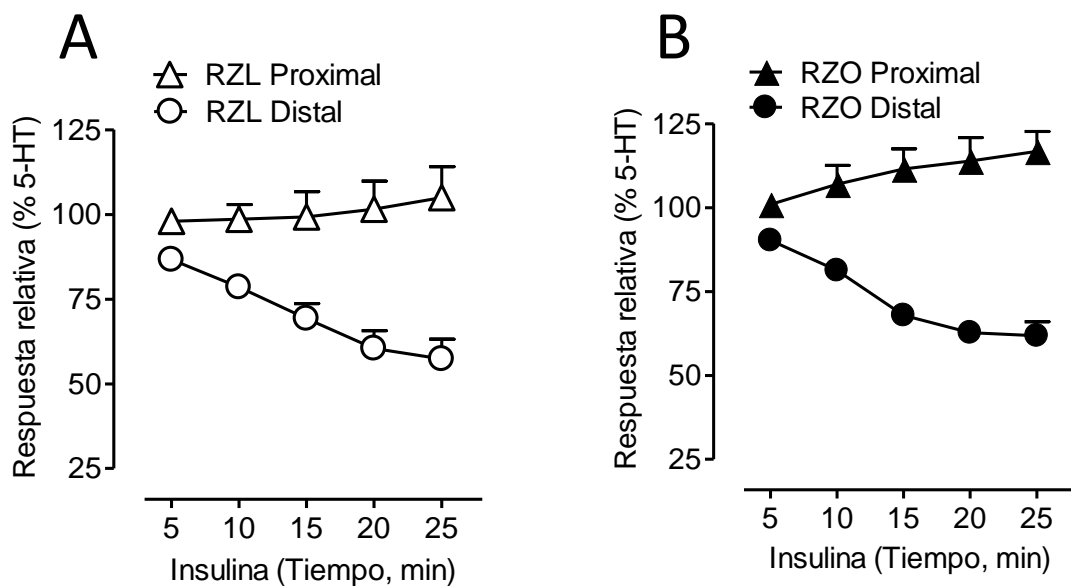 A
RZL Proximal
RZL Distal
Respuesta relativa (% 5-HT)
125
100
75
50
25
5 10 15 20 25
Insulina (Tiempo, min)
B
RZO Proximal
RZO Distal
Respuesta relativa (% 5-HT)
125
100
75
50
25
5 10 15 20 25
Insulina (Tiempo, min)